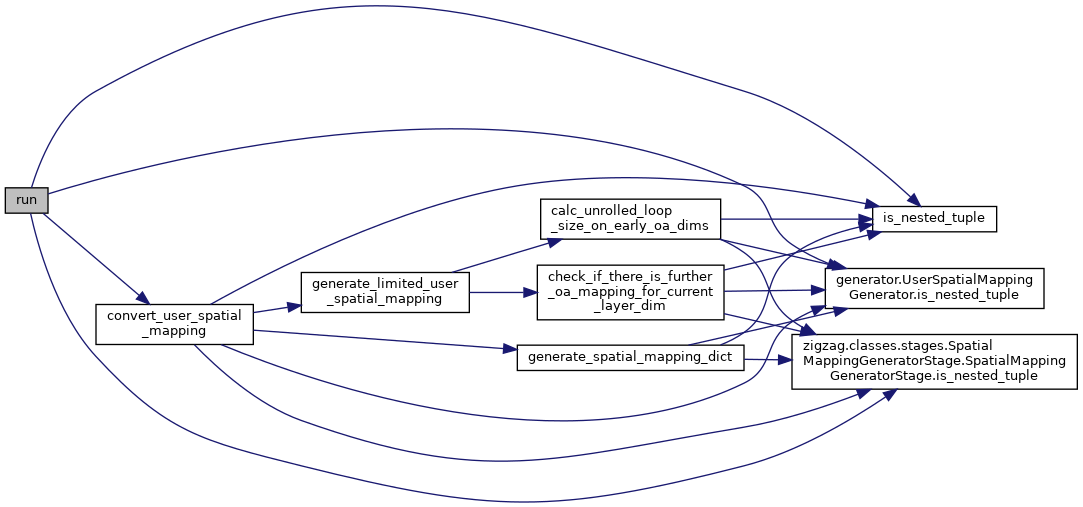 run
convert_user_spatial
_mapping
generate_limited_user
_spatial_mapping
calc_unrolled_loop
_size_on_early_oa_dims
check_if_there_is_further
_oa_mapping_for_current
_layer_dim
generate_spatial_mapping_dict
is_nested_tuple
generator.UserSpatialMapping
Generator.is_nested_tuple
zigzag.classes.stages.Spatial
MappingGeneratorStage.SpatialMapping
GeneratorStage.is_nested_tuple